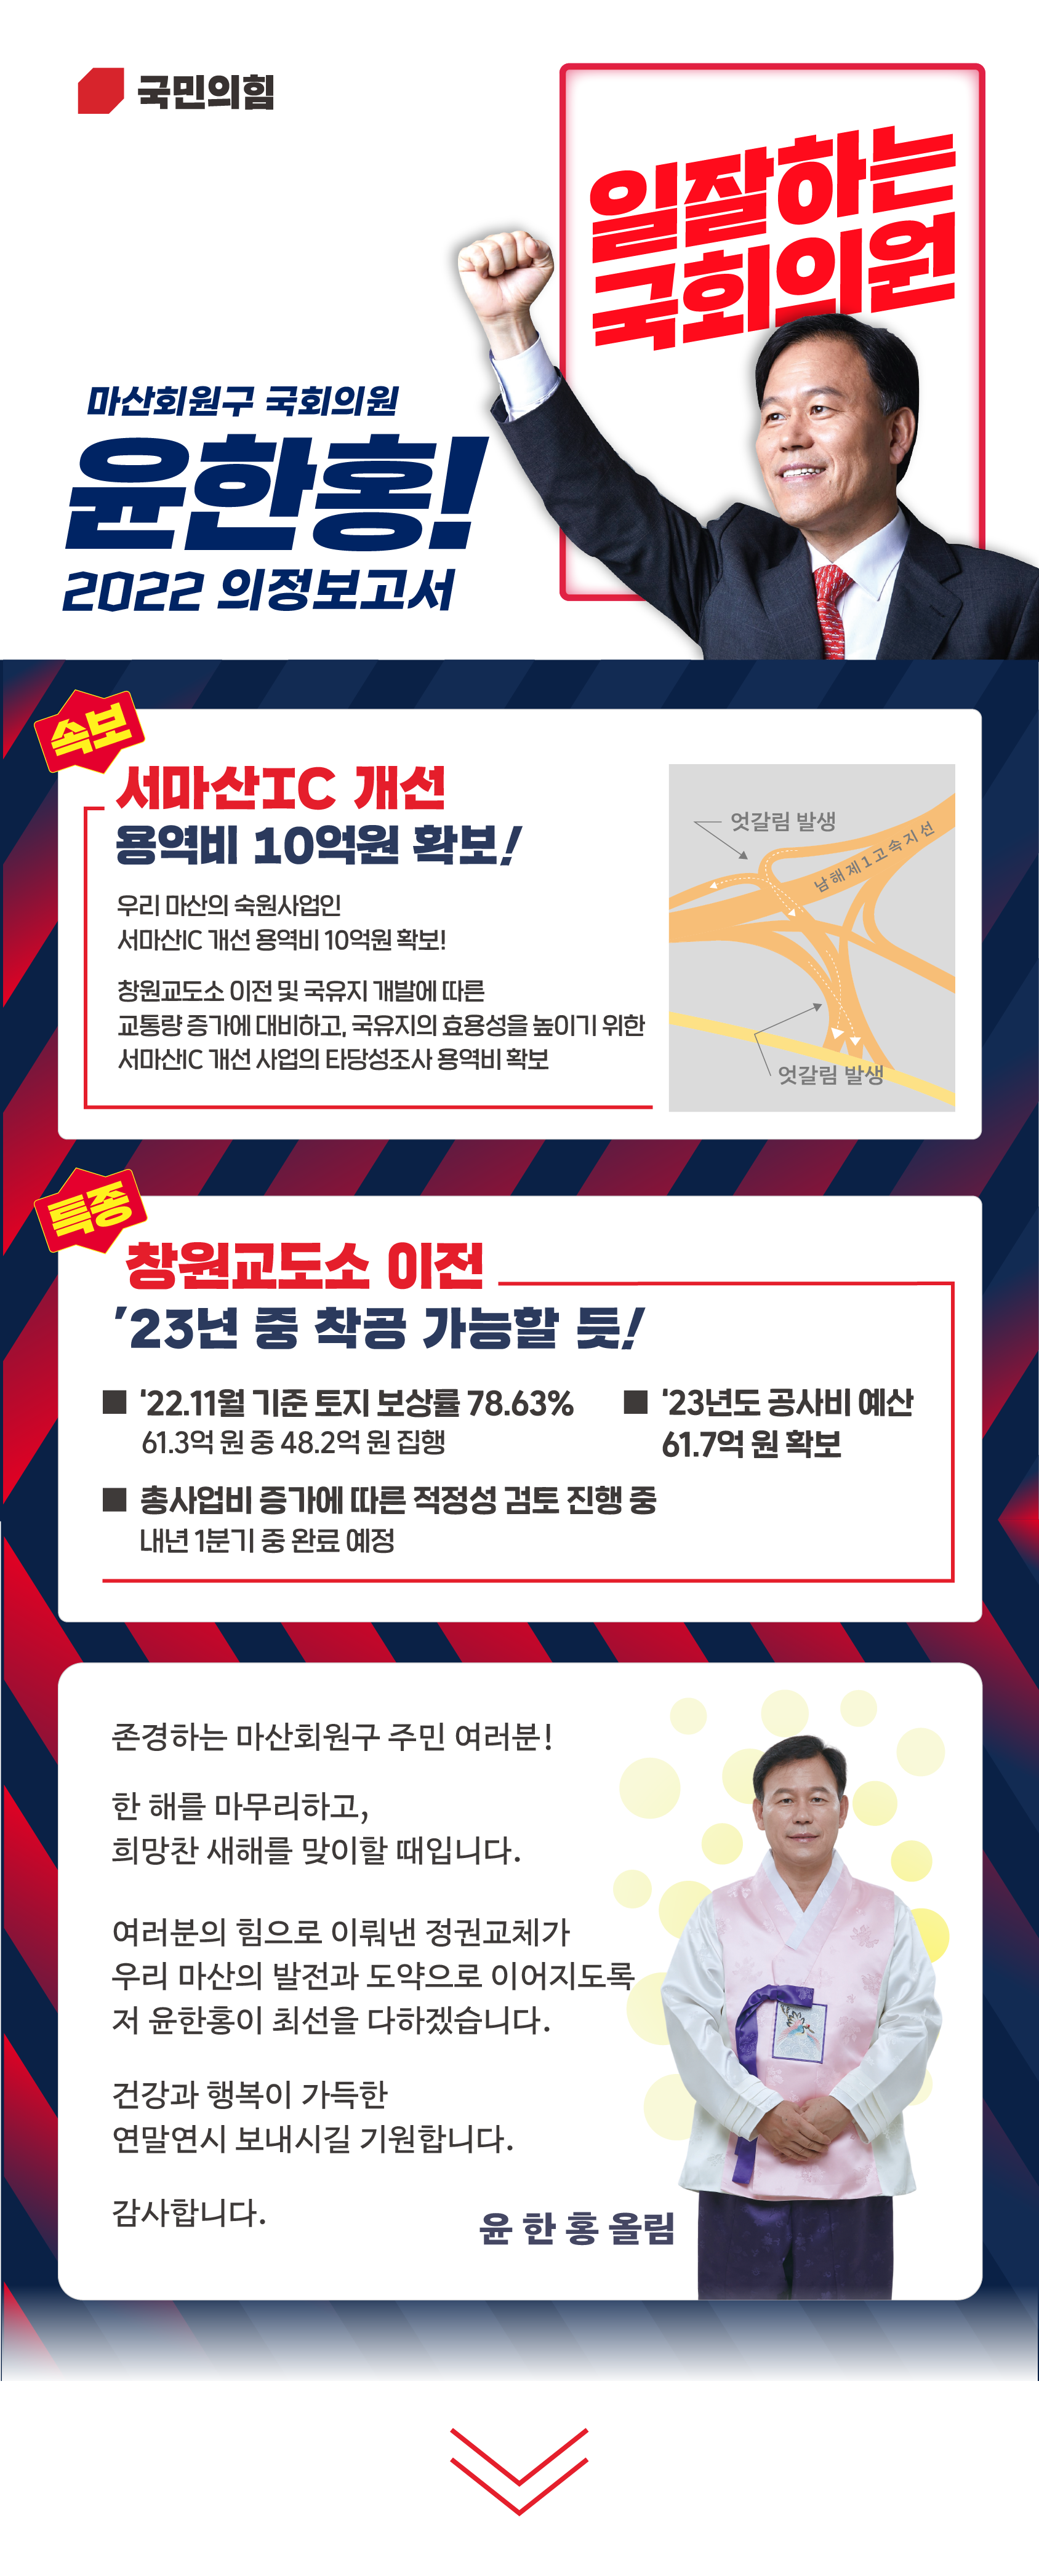 국민의힘
일잘하는
국회의원
마산회원구 국회의원
윤한홍!
2022 의정보고서
속보
서마산IC 개선
용역비 10억원 확보!
우리 마산의 숙원사업인
서마산IC 개선 용역비 10억원 확보!
창원교도소 이전 및 국유지 개발에 따른
교통량 증가에 대비하고, 국유지의 효용성을 높이기 위한
서마산IC 개선 사업의 타당성조사 용역비 확보
엇갈림 발생
남해제1고속지선
엇갈림 발생
특종
창원교도소 이전
'23년 중 착공 가능할 듯!
■ '22.11월 기준 토지 보상률 78.63%
61.3억 원 중 48.2억 원 집행
■ '23년도 공사비 예산
61.7억 원 확보
■ 총사업비 증가에 따른 적정성 검토 진행 중
내년 1분기 중 완료 예정
존경하는 마산회원구 주민 여러분!
한 해를 마무리하고,
희망찬 새해를 맞이할 때입니다.
여러분의 힘으로 이뤄낸 정권교체가
우리 마산의 발전과 도약으로 이어지도록
저 윤한홍이 최선을 다하겠습니다.
건강과 행복이 가득한
연말연시 보내시길 기원합니다.
감사합니다.
윤 한 홍 올림